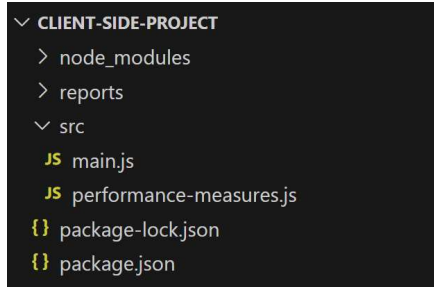 CLIENT-SIDE-PROJECT
node_modules
reports
src
JS main.js
JS performance-measures.js
{} package-lock.json
{} package.json